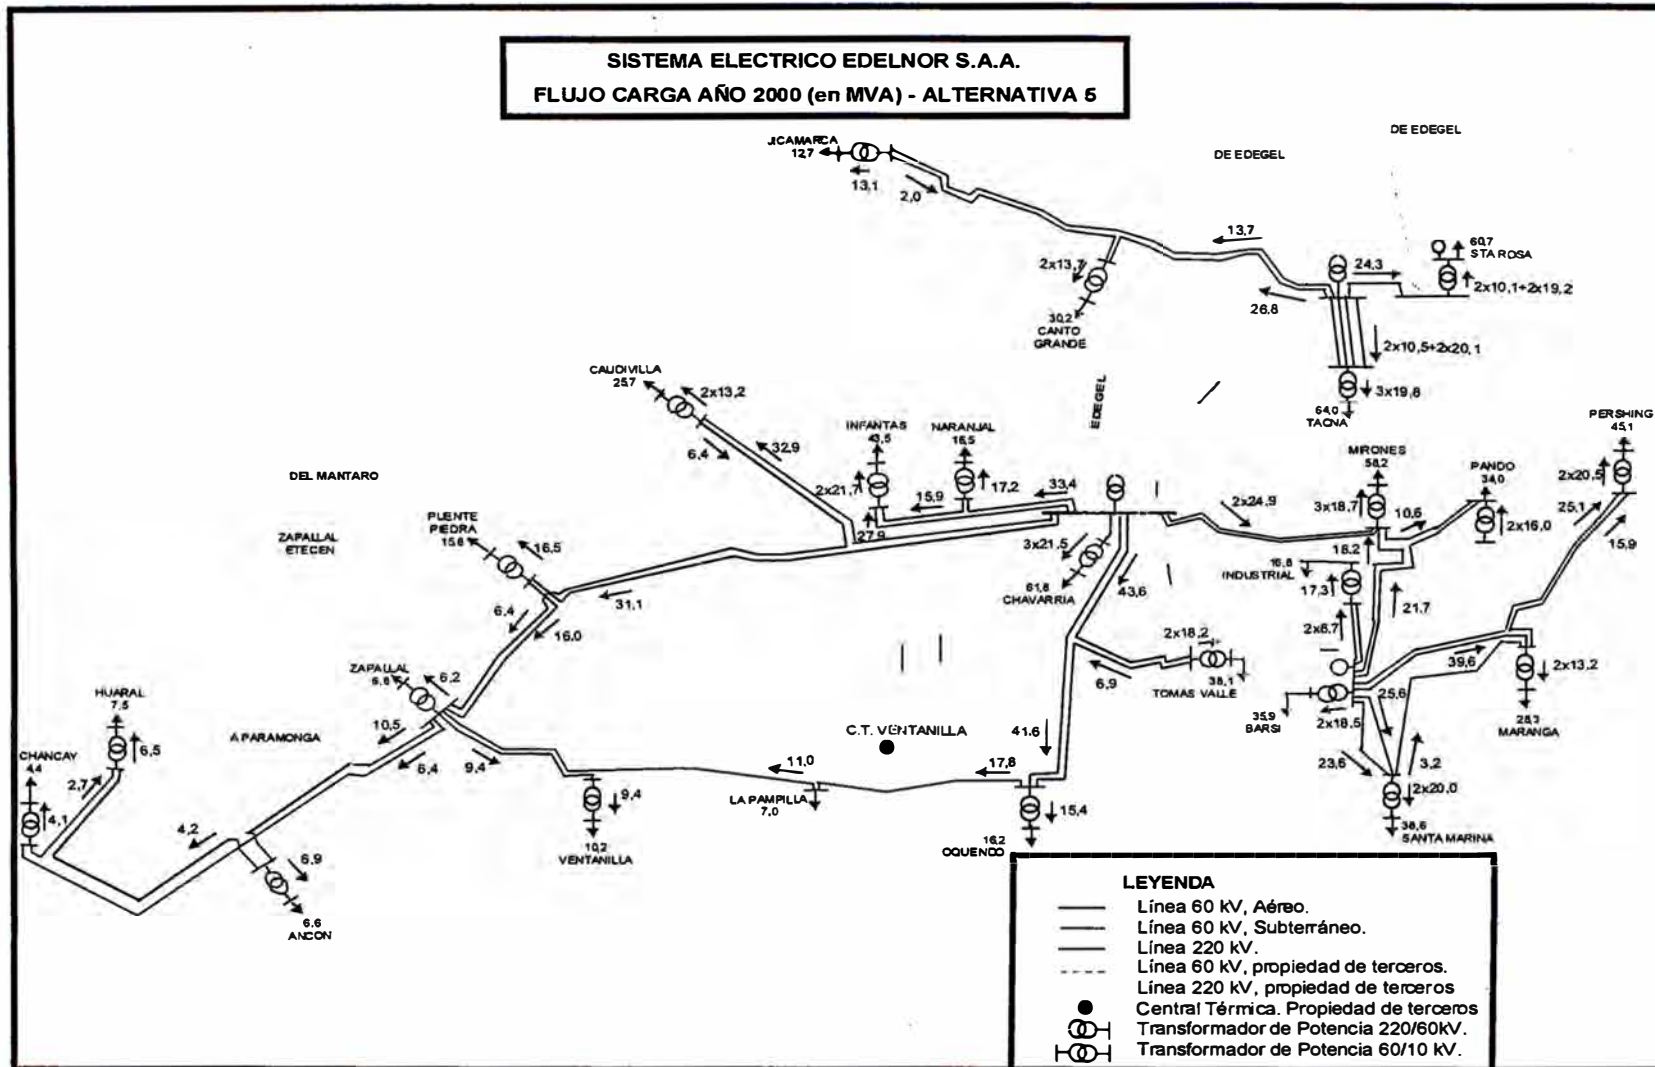 SISTEMA ELECTRICO EDELNOR S.A.A.
FLUJO CARGA AÑO 2000 (en MVA) - ALTERNATIVA 5
DE EDEGEL
DE EDEGEL
JICAMARCA
12,7
13,1
2,0
13,7
2x13,7
30,2
CANTO
GRANDE
26,8
24,3
60,7
STA ROSA
2x10,1+2x19,2
2x10,5+2x20,1
3x19,8
64,0
TACNA
CAUDIVILLA
25,7
2x13,2
32,9
6,4
INFANTAS
43,5
2x21,7
NARANJAL
16,5
17,2
15,9
33,4
27,9
EDEGEL
3x21,5
61,8
CHAVARRIA
43,6
2x24,9
MIRONES
58,2
3x18,7
10,6
PANDO
34,0
2x16,0
PERSHING
45,1
2x20,5
25,1
15,9
18,2
16,8
INDUSTRIAL
17,3
21,7
2x8,7
DEL MANTARO
ZAPALLAL
ETECEN
PUENTE
PIEDRA
15,8
16,5
31,1
6,4
16,0
ZAPALLAL
6,8
6,2
HUARAL
7,5
6,5
A PARAMONGA
10,5
6,4
9,4
CHANCAY
4,4
2,7
4,1
4,2
6,9
6,6
ANCON
9,4
10,2
VENTANILLA
11,0
LA PAMPILLA
7,0
C.T. VENTANILLA
17,8
41,6
15,4
16,2
OQUENDO
2x18,2
6,9
38,1
TOMAS VALLE
35,9
BARSI
2x18,5
25,6
39,6
2x13,2
25,3
MARANGA
23,6
3,2
2x20,0
38,6
SANTA MARINA
LEYENDA
Línea 60 kV, Aéreo.
Línea 60 kV, Subterráneo.
Línea 220 kV.
Línea 60 kV, propiedad de terceros.
Línea 220 kV, propiedad de terceros
Central Térmica. Propiedad de terceros
Transformador de Potencia 220/60kV.
Transformador de Potencia 60/10 kV.